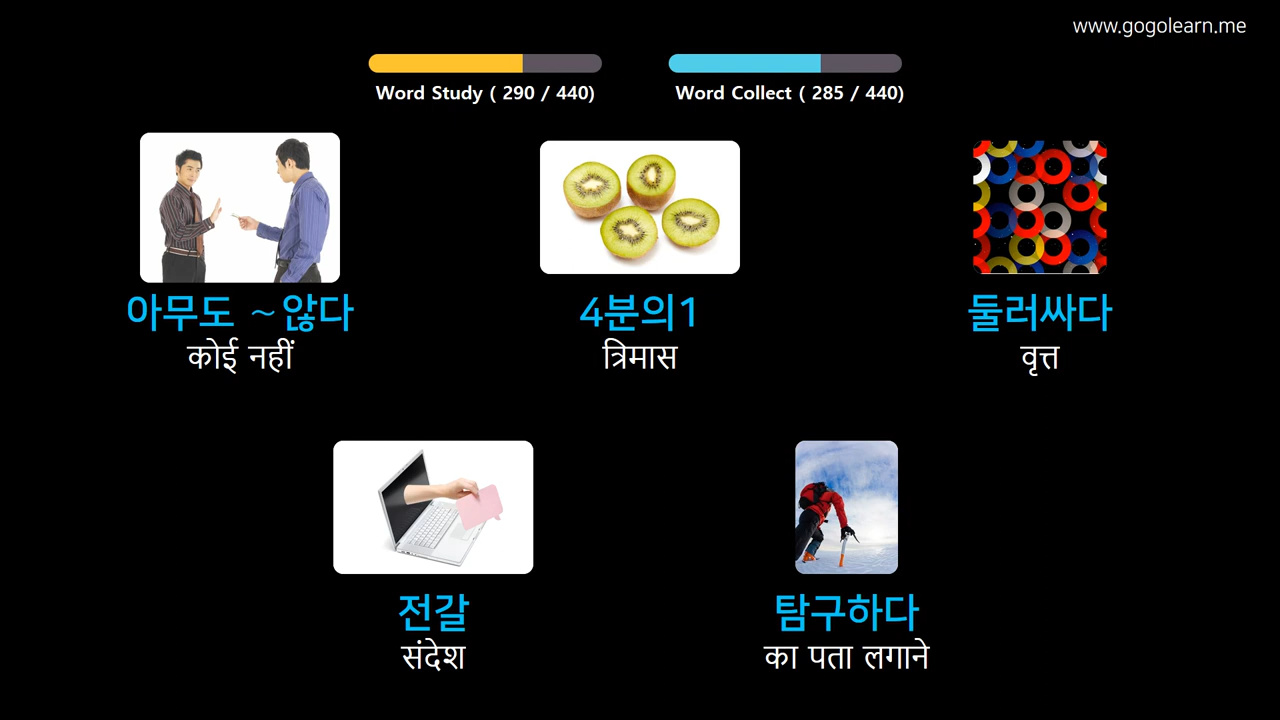 www.gogolearn.me
Word Study ( 290 / 440)
Word Collect ( 285 / 440)
아무도 ~않다
कोई नहीं
4분의1
त्रिमास
둘러싸다
वृत्त
전갈
संदेश
탐구하다
का पता लगाने